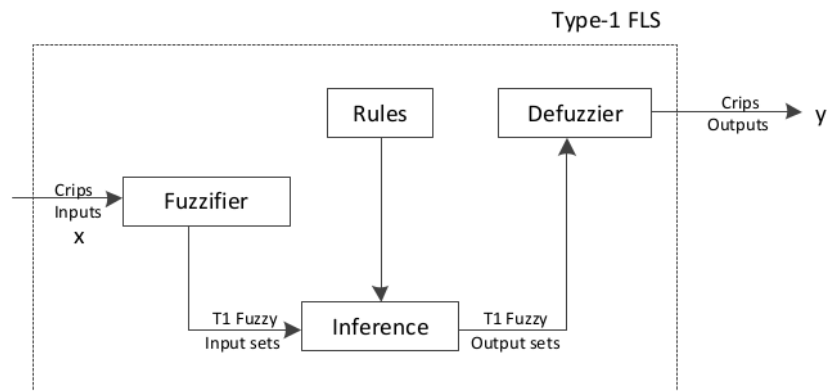 Type-1 FLS
Rules
Defuzzier
Crips
Outputs
y
Crips
Inputs
x
Fuzzifier
T1 Fuzzy
Input sets
Inference
T1 Fuzzy
Output sets